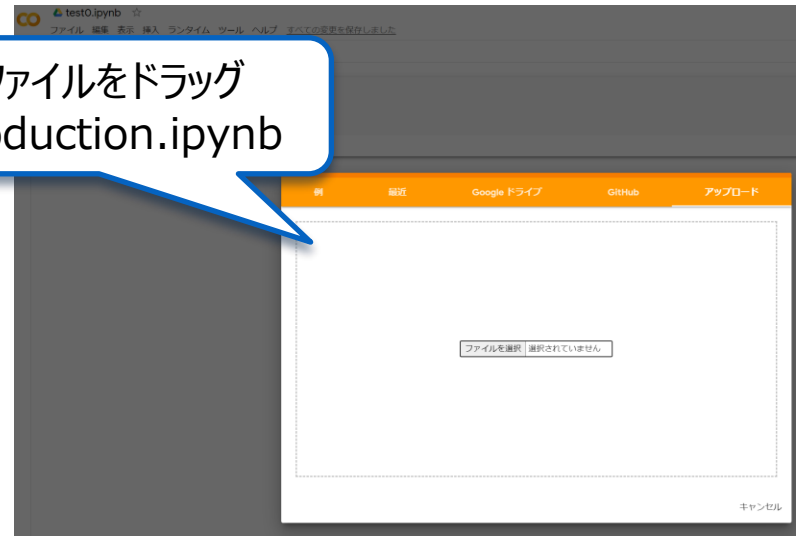 test0.ipynb
ファイル 編集 表示 挿入 ランタイム ツール ヘルプ すべての変更を保存しました
ファイルをドラッグ
oduction.ipynb
例 最近 Google ドライブ GitHub アップロード
ファイルを選択 選択されていません
キャンセル